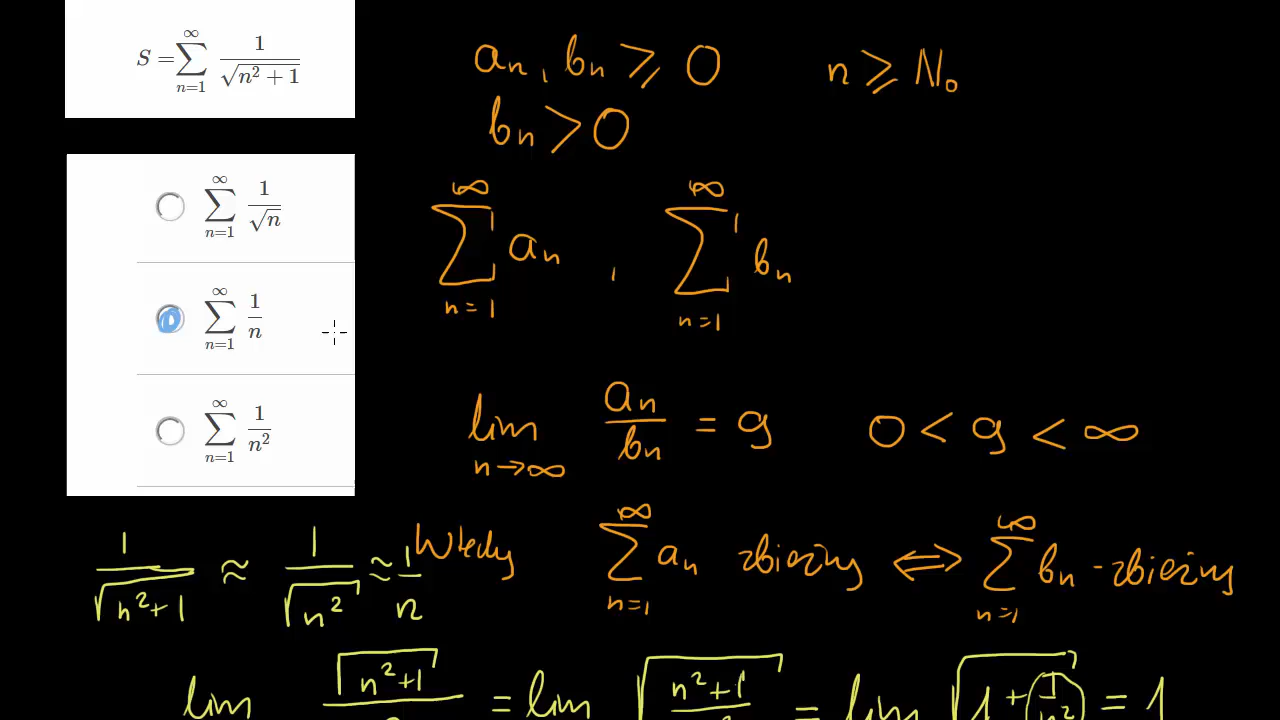 S = ∑_{n=1}^{∞} 1/√(n² + 1)
∑_{n=1}^{∞} 1/√n
∑_{n=1}^{∞} 1/n
∑_{n=1}^{∞} 1/n²
an, bn ≥ 0 n ≥ N₀
bn > 0
∑_{n=1}^{∞} an , ∑_{n=1}^{∞} bn
lim_{n→∞} an/bn = g 0 < g < ∞
Wtedy ∑_{n=1}^{∞} an zbieżny ⇔ ∑_{n=1}^{∞} bn - zbieżny
1/√(n²+1) ≈ 1/√n² ≈ 1/n
lim √(n²+1) = lim √(n²+1 = lim √(1 + 1/n²) = 1